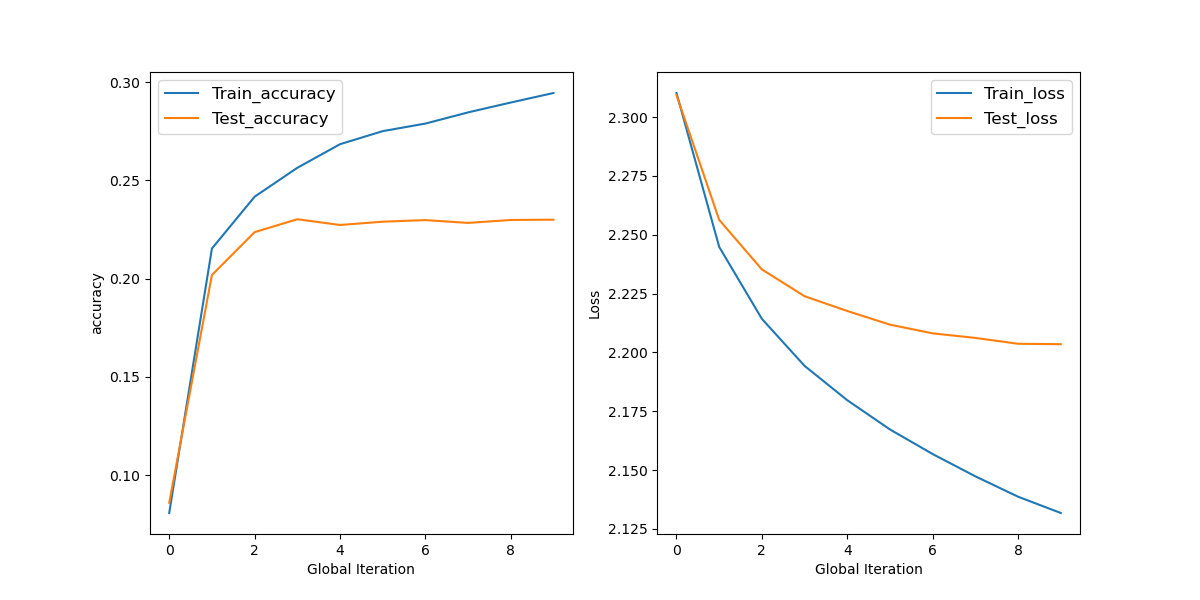 0.30
0.25
0.20
0.15
0.10
accuracy
Train_accuracy
Test_accuracy
0 2 4 6 8
Global Iteration
2.300
2.275
2.250
2.225
2.200
2.175
2.150
2.125
Loss
Train_loss
Test_loss
0 2 4 6 8
Global Iteration